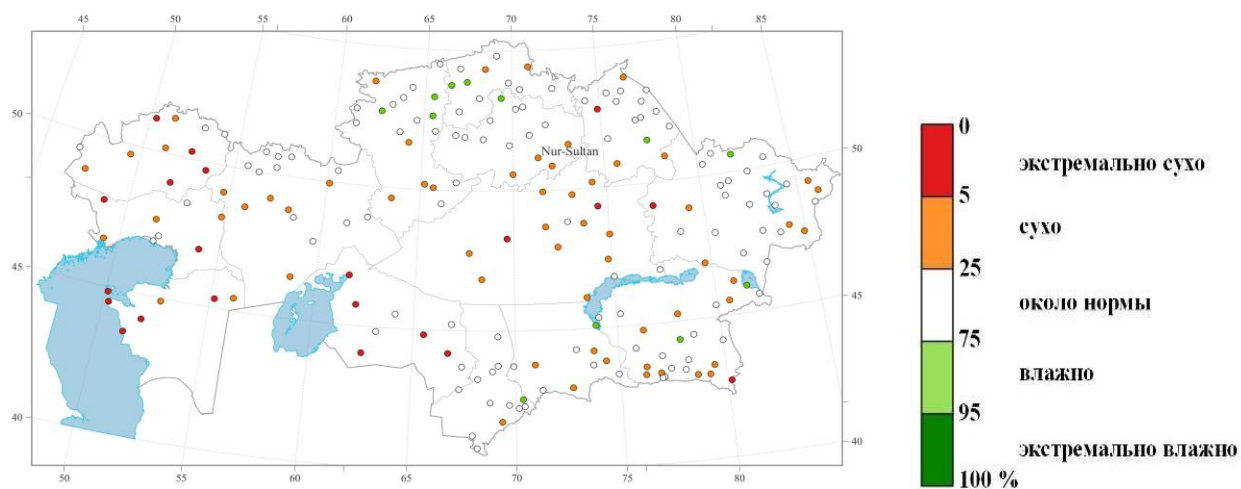 45 50 55 60 65 70 75 80 85
50
50
45
45
40
40
50 55 60 65 70 75 80
Nur-Sultan
0
экстремально сухо
5
сухо
25
около нормы
75
влажно
95
экстремально влажно
100 %